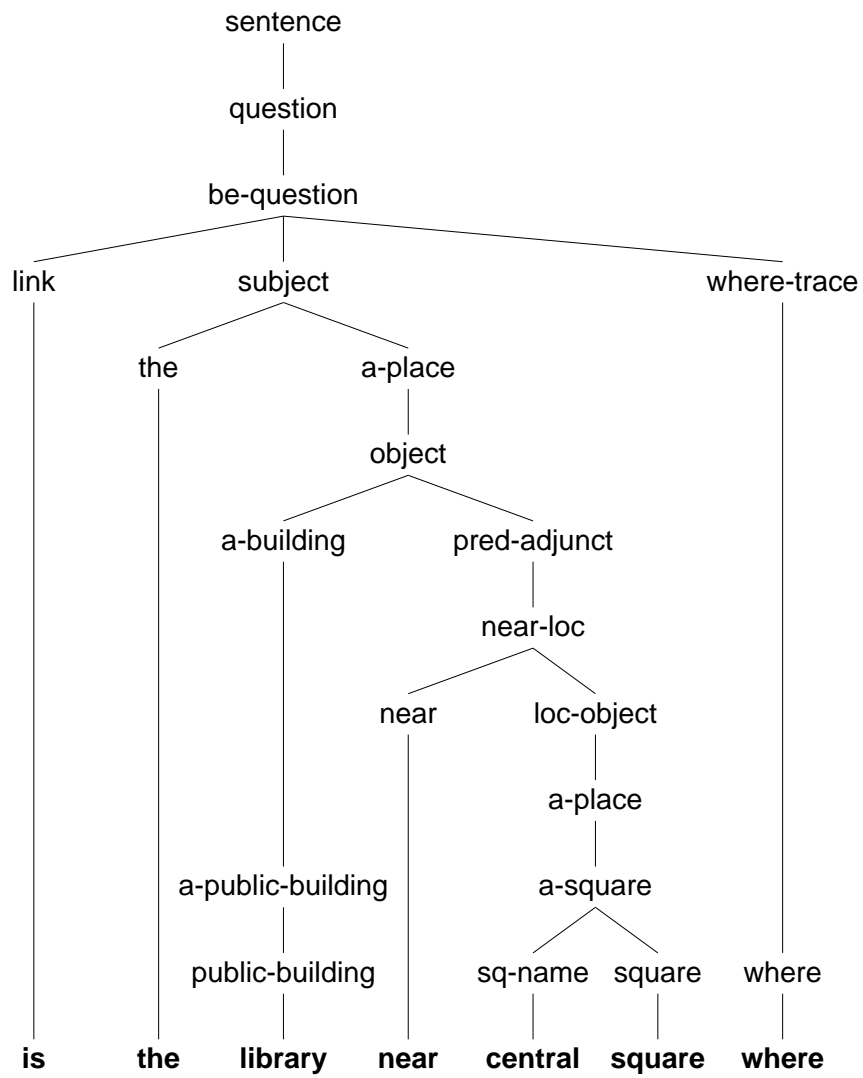 sentence
question
be-question
link subject where-trace
the a-place
object
a-building pred-adjunct
near-loc
near loc-object
a-place
a-public-building a-square
public-building sq-name square where
is the library near central square where